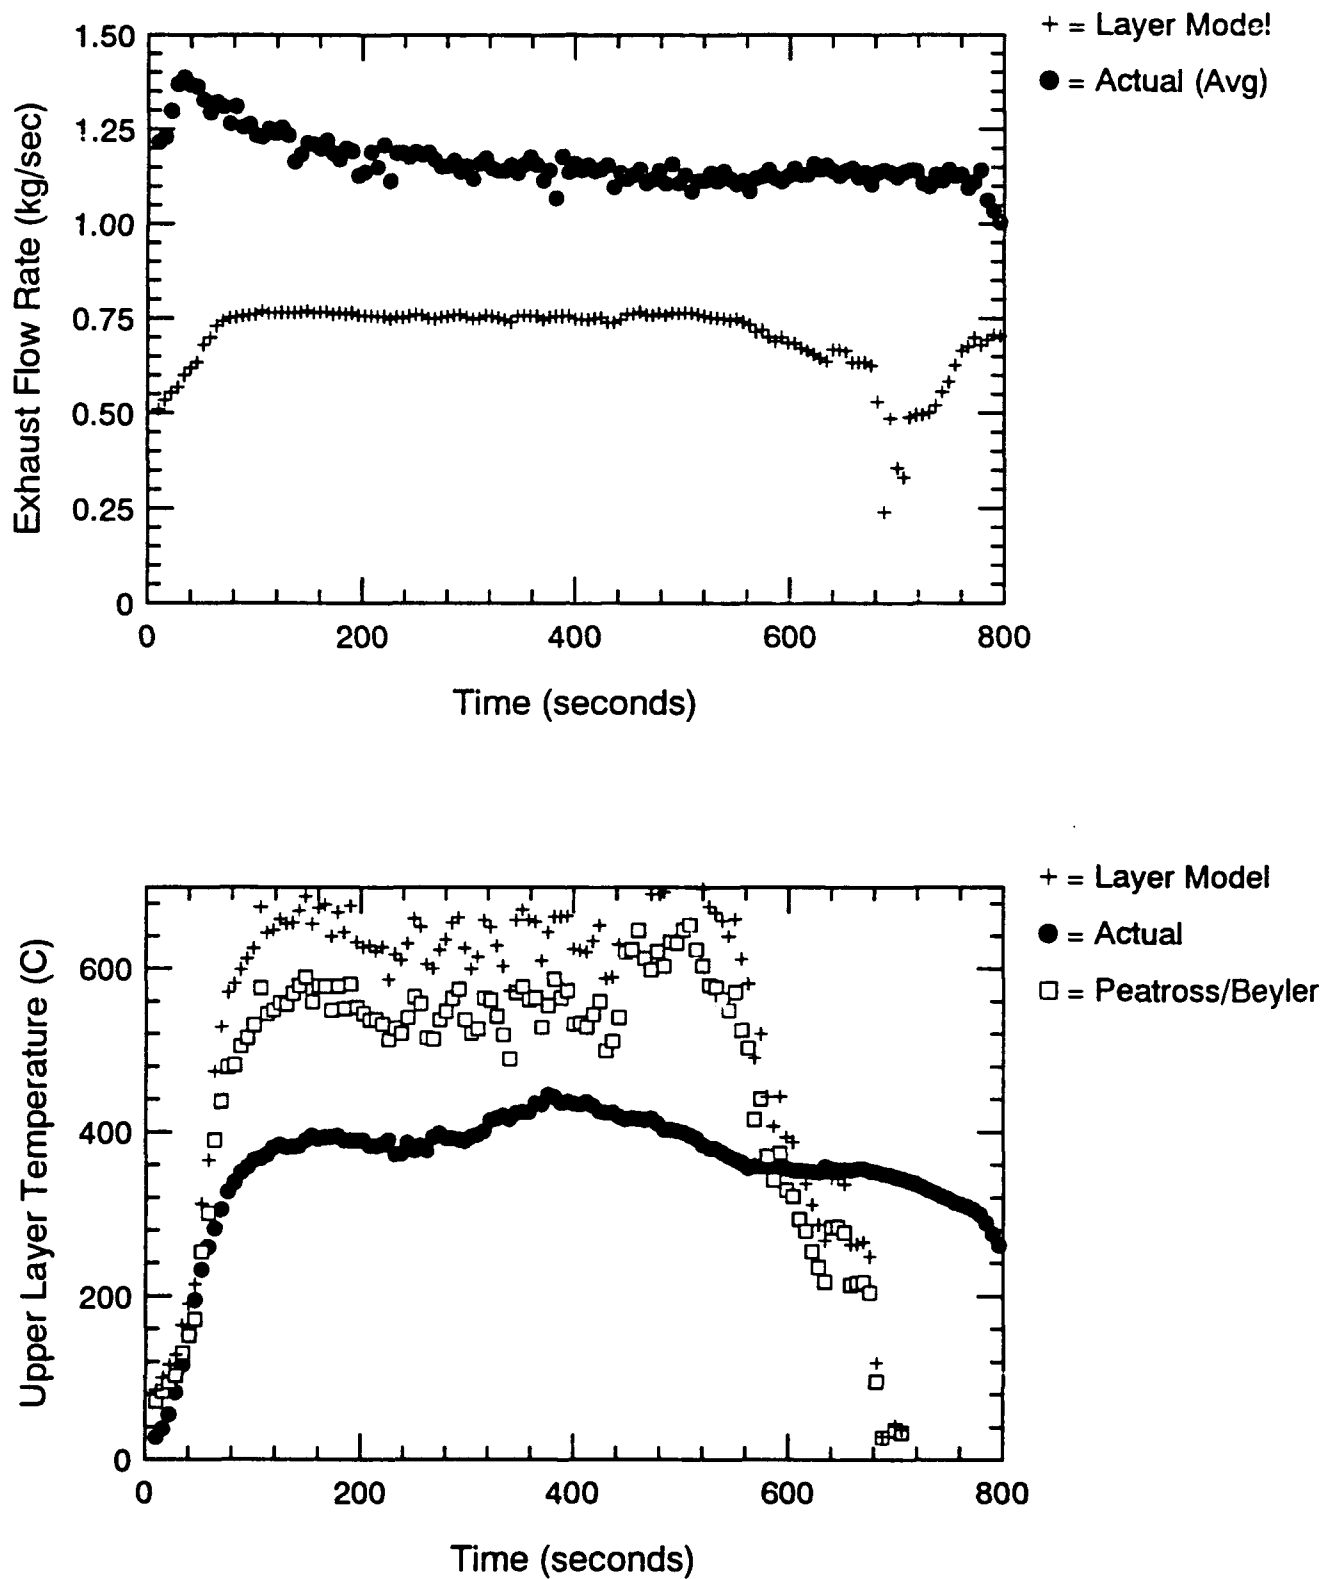 + = Layer Model
● = Actual (Avg)
Exhaust Flow Rate (kg/sec)
1.50
1.25
1.00
0.75
0.50
0.25
0
0 200 400 600 800
Time (seconds)
+ = Layer Model
● = Actual
□ = Peatross/Beyler
Upper Layer Temperature (C)
600
400
200
0
0 200 400 600 800
Time (seconds)